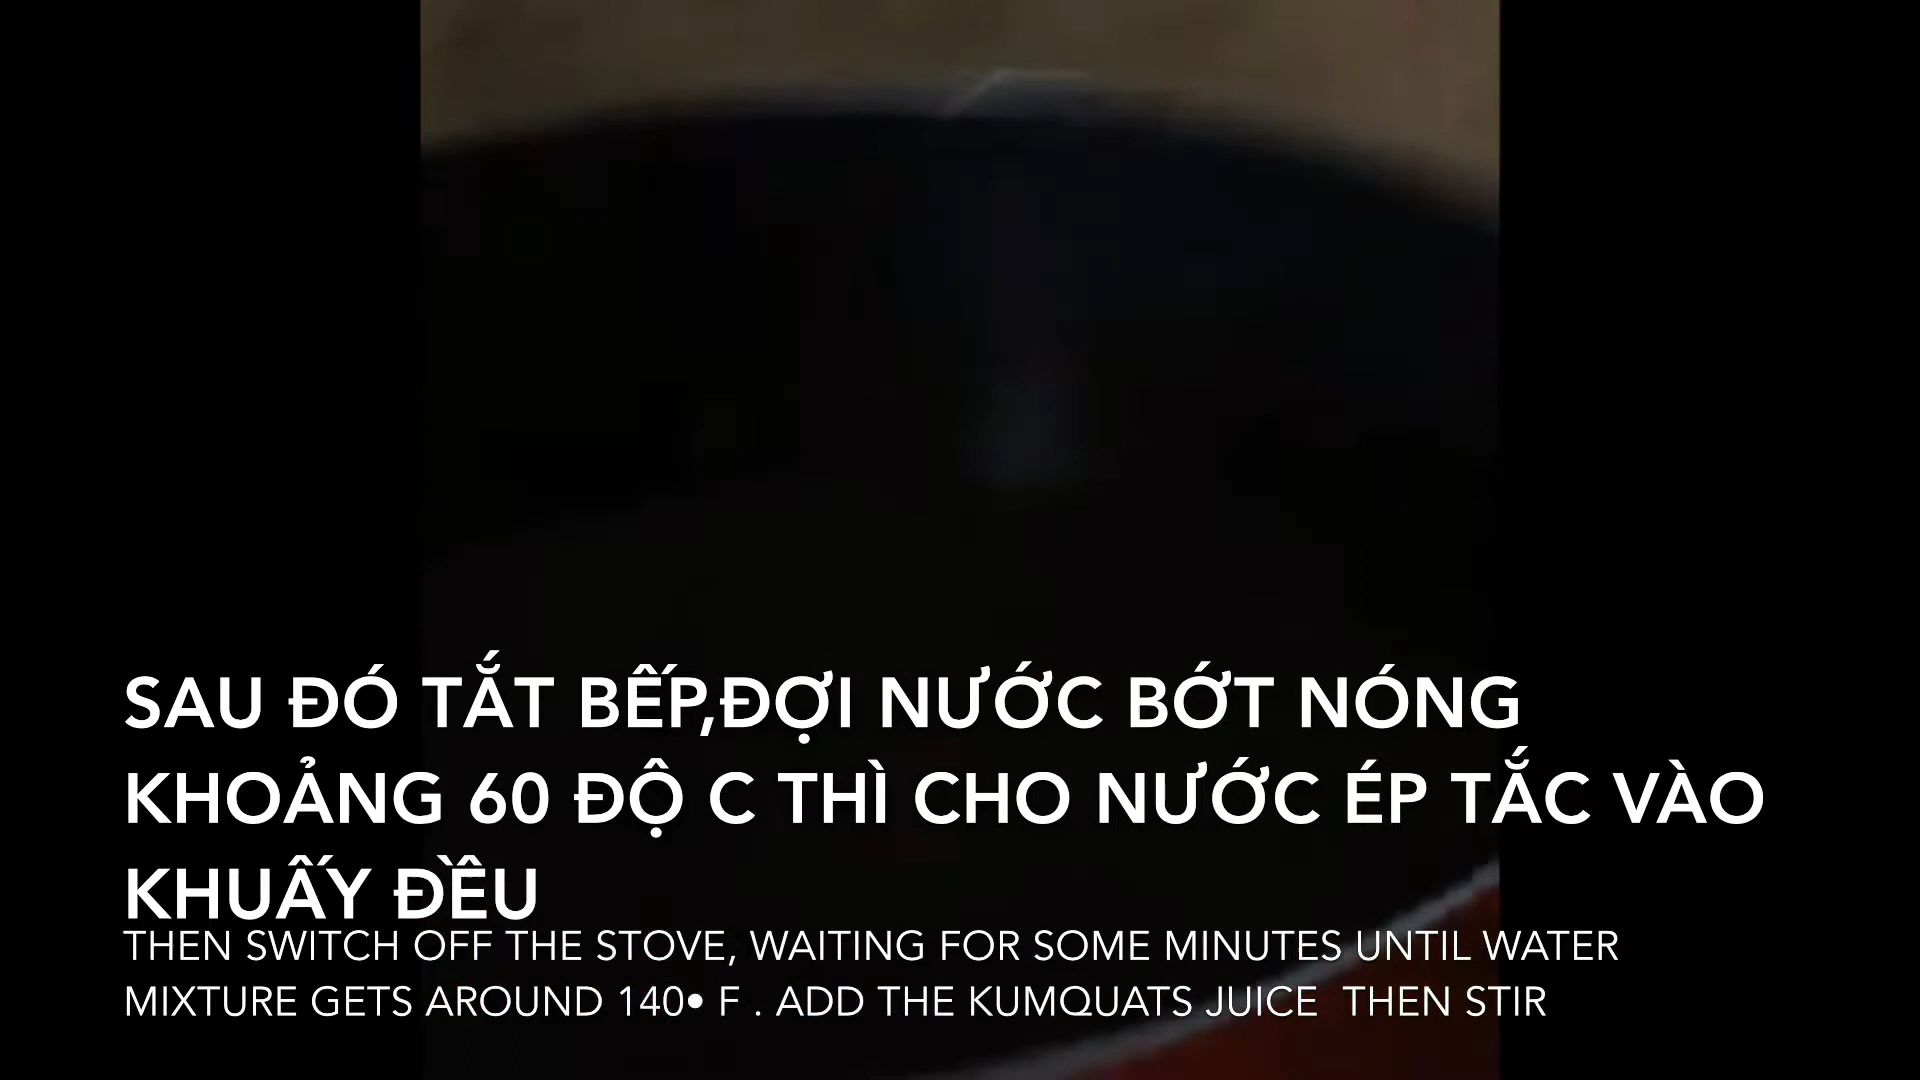 SAU ĐÓ TẮT BẾP,ĐỢI NƯỚC BỚT NÓNG
KHOẢNG 60 ĐỘ C THÌ CHO NƯỚC ÉP TẮC VÀO
KHUẤY ĐỀU
THEN SWITCH OFF THE STOVE, WAITING FOR SOME MINUTES UNTIL WATER
MIXTURE GETS AROUND 140• F . ADD THE KUMQUATS JUICE  THEN STIR